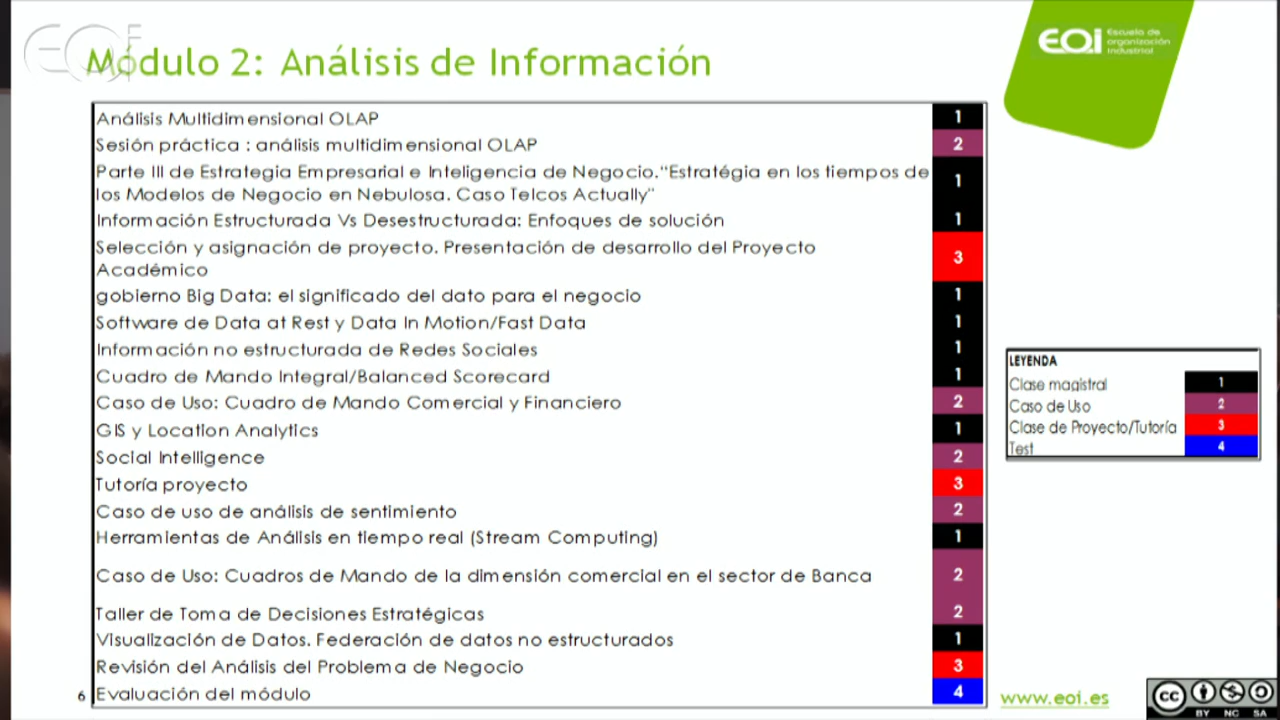 EOI
Módulo 2: Análisis de Información
eoi Escuela de
organización
industrial
Análisis Multidimensional OLAP 1
Sesión práctica : análisis multidimensional OLAP 2
Parte III de Estrategia Empresarial e Inteligencia de Negocio."Estratégia en los tiempos de
los Modelos de Negocio en Nebulosa. Caso Telcos Actually" 1
Información Estructurada Vs Desestructurada: Enfoques de solución 1
Selección y asignación de proyecto. Presentación de desarrollo del Proyecto
Académico 3
gobierno Big Data: el significado del dato para el negocio 1
Software de Data at Rest y Data In Motion/Fast Data 1
Información no estructurada de Redes Sociales 1
Cuadro de Mando Integral/Balanced Scorecard 1
Caso de Uso: Cuadro de Mando Comercial y Financiero 2
GIS y Location Analytics 1
Social Intelligence 2
Tutoría proyecto 3
Caso de uso de análisis de sentimiento 2
Herramientas de Análisis en tiempo real (Stream Computing) 1
Caso de Uso: Cuadros de Mando de la dimensión comercial en el sector de Banca 2
Taller de Toma de Decisiones Estratégicas 2
Visualización de Datos. Federación de datos no estructurados 1
Revisión del Análisis del Problema de Negocio 3
Evaluación del módulo 4
LEYENDA
Clase magistral 1
Caso de Uso 2
Clase de Proyecto/Tutoría 3
Test 4
6
www.eoi.es
cc
BY NC SA